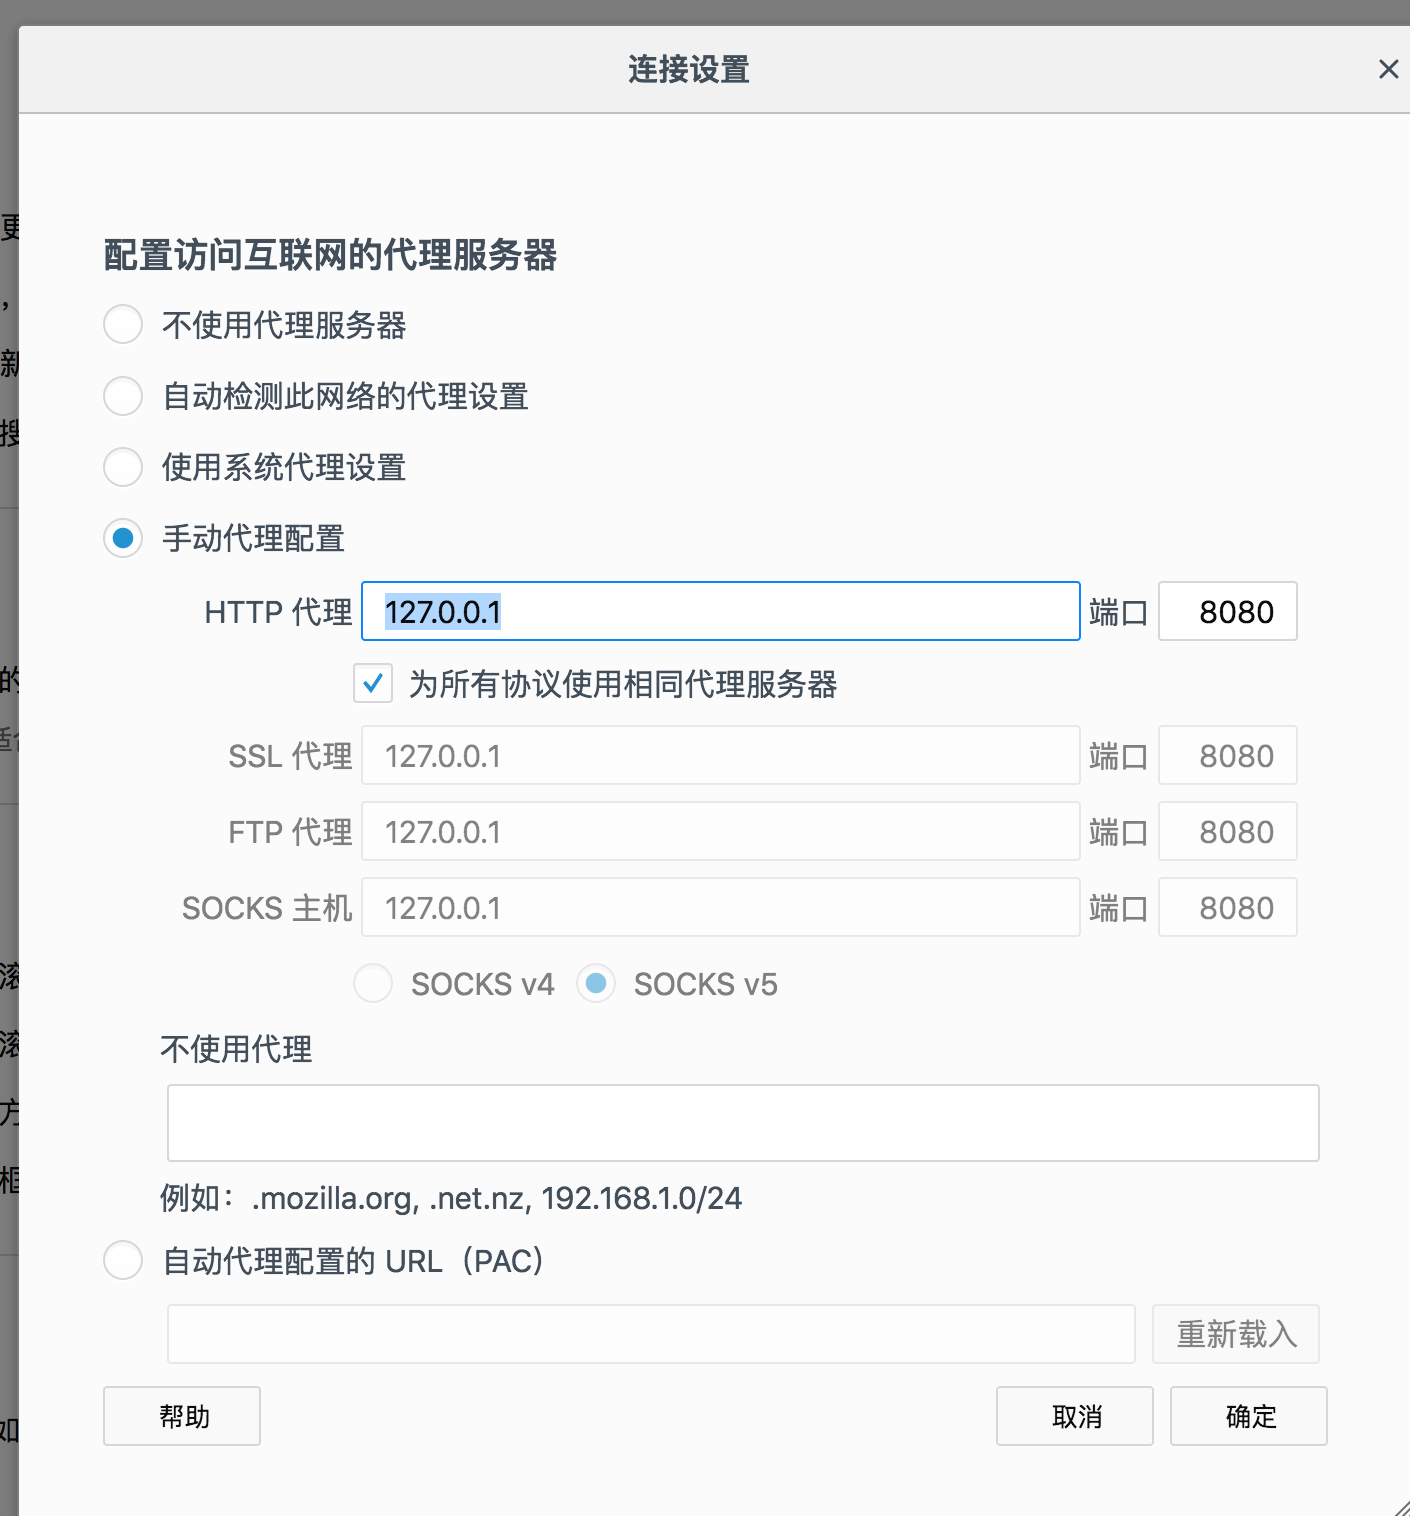 连接设置
配置访问互联网的代理服务器
不使用代理服务器
自动检测此网络的代理设置
使用系统代理设置
手动代理配置
HTTP 代理 127.0.0.1 端口 8080
为所有协议使用相同代理服务器
SSL 代理 127.0.0.1 端口 8080
FTP 代理 127.0.0.1 端口 8080
SOCKS 主机 127.0.0.1 端口 8080
SOCKS v4 SOCKS v5
不使用代理
例如：.mozilla.org, .net.nz, 192.168.1.0/24
自动代理配置的 URL（PAC）
重新载入
帮助 取消 确定